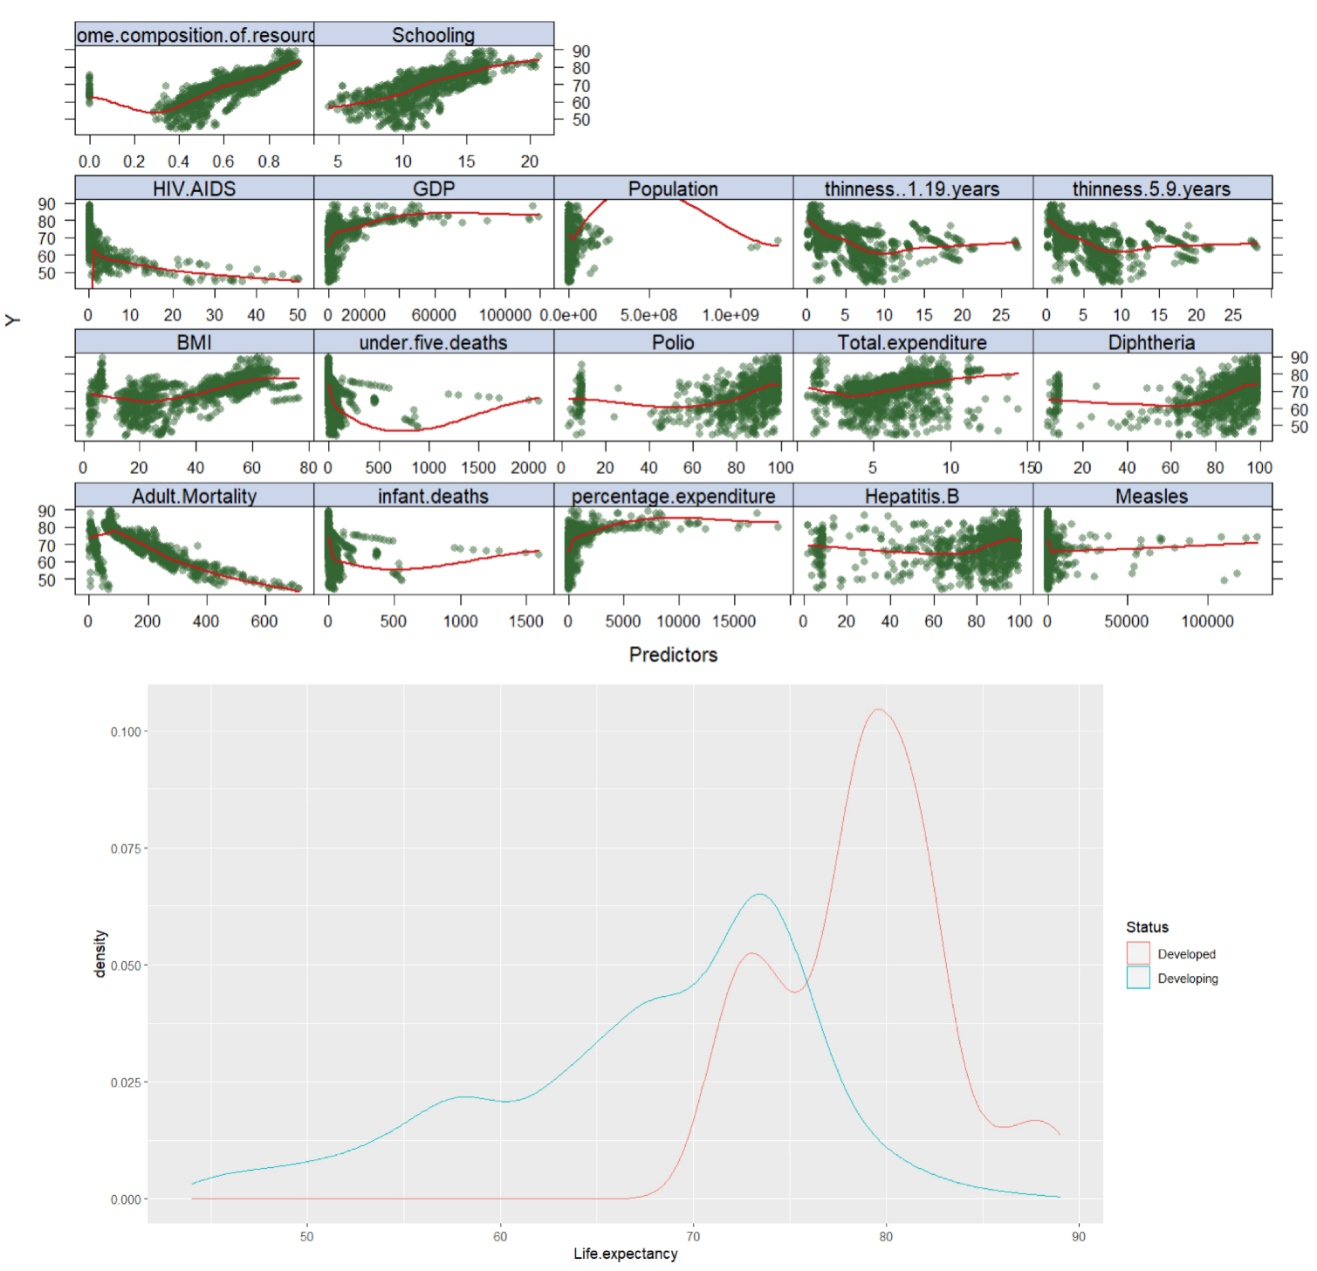 ome.composition.of.resourc Schooling
90
80
70
60
50
0.0 0.2 0.4 0.6 0.8 5 10 15 20
HIV.AIDS GDP Population thinness..1.19.years thinness.5.9.years
90
80
70
60
50
0 10 20 30 40 50 0 20000 60000 100000 0.0e+00 5.0e+08 1.0e+09 0 5 10 15 20 25 0 5 10 15 20 25
Y
BMI under.five.deaths Polio Total.expenditure Diphtheria
90
80
70
60
50
0 20 40 60 80 0 500 1000 2000 0 20 40 60 80 100 5 10 15 0 20 40 60 80 100
Adult.Mortality infant.deaths percentage.expenditure Hepatitis.B Measles
90
80
70
60
50
0 200 400 600 0 500 1000 1500 0 5000 10000 15000 0 20 40 60 80 100 0 50000 100000
Predictors
0.100
0.075
0.050
0.025
0.000
density
50 60 70 80 90
Life.expectancy
Status
Developed
Developing